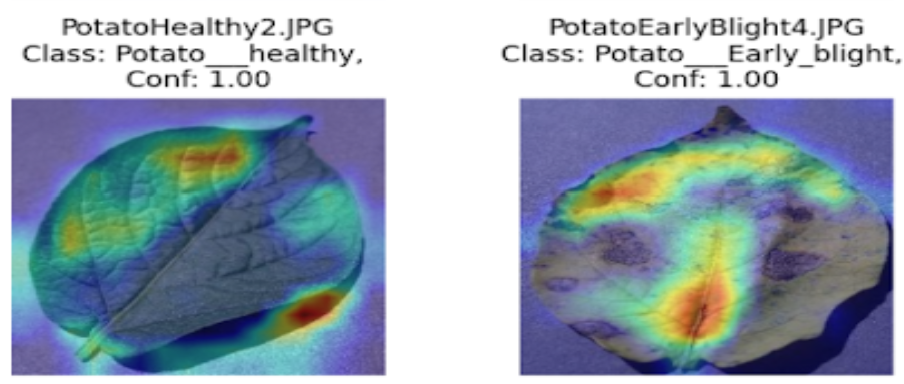 PotatoHealthy2.JPG
Class: Potato___healthy,
Conf: 1.00
PotatoEarlyBlight4.JPG
Class: Potato___Early_blight,
Conf: 1.00